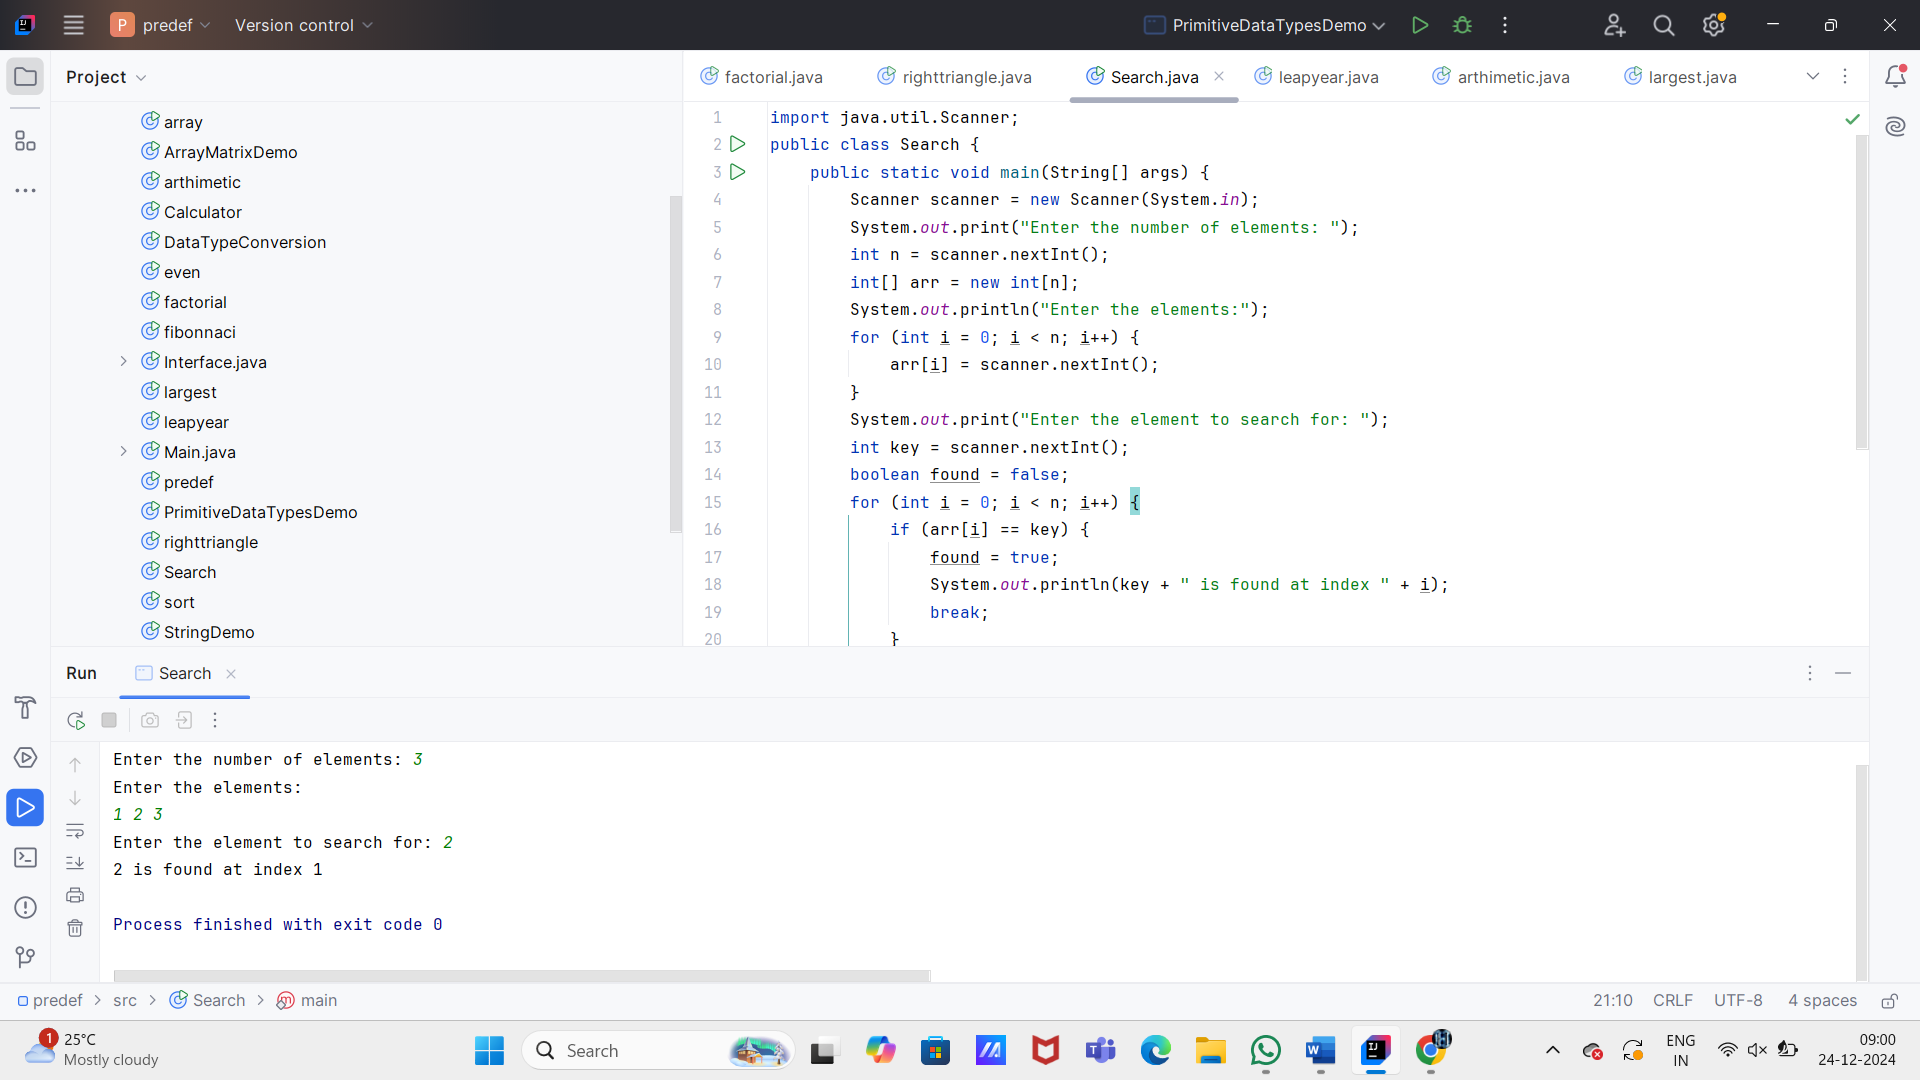 P predef Version control PrimitiveDataTypesDemo
Project
array
ArrayMatrixDemo
arthimetic
Calculator
DataTypeConversion
even
factorial
fibonnaci
Interface.java
largest
leapyear
Main.java
predef
PrimitiveDataTypesDemo
righttriangle
Search
sort
StringDemo
factorial.java righttriangle.java Search.java leapyear.java arthimetic.java largest.java
1 import java.util.Scanner;
2 public class Search {
3 public static void main(String[] args) {
4 Scanner scanner = new Scanner(System.in);
5 System.out.print("Enter the number of elements: ");
6 int n = scanner.nextInt();
7 int[] arr = new int[n];
8 System.out.println("Enter the elements:");
9 for (int i = 0; i < n; i++) {
10 arr[i] = scanner.nextInt();
11 }
12 System.out.print("Enter the element to search for: ");
13 int key = scanner.nextInt();
14 boolean found = false;
15 for (int i = 0; i < n; i++) {
16 if (arr[i] == key) {
17 found = true;
18 System.out.println(key + " is found at index " + i);
19 break;
20 }
Run Search
Enter the number of elements: 3
Enter the elements:
1 2 3
Enter the element to search for: 2
2 is found at index 1
Process finished with exit code 0
predef > src > Search > main 21:10 CRLF UTF-8 4 spaces
1 25°C
Mostly cloudy
Search
ENG
IN
09:00
24-12-2024